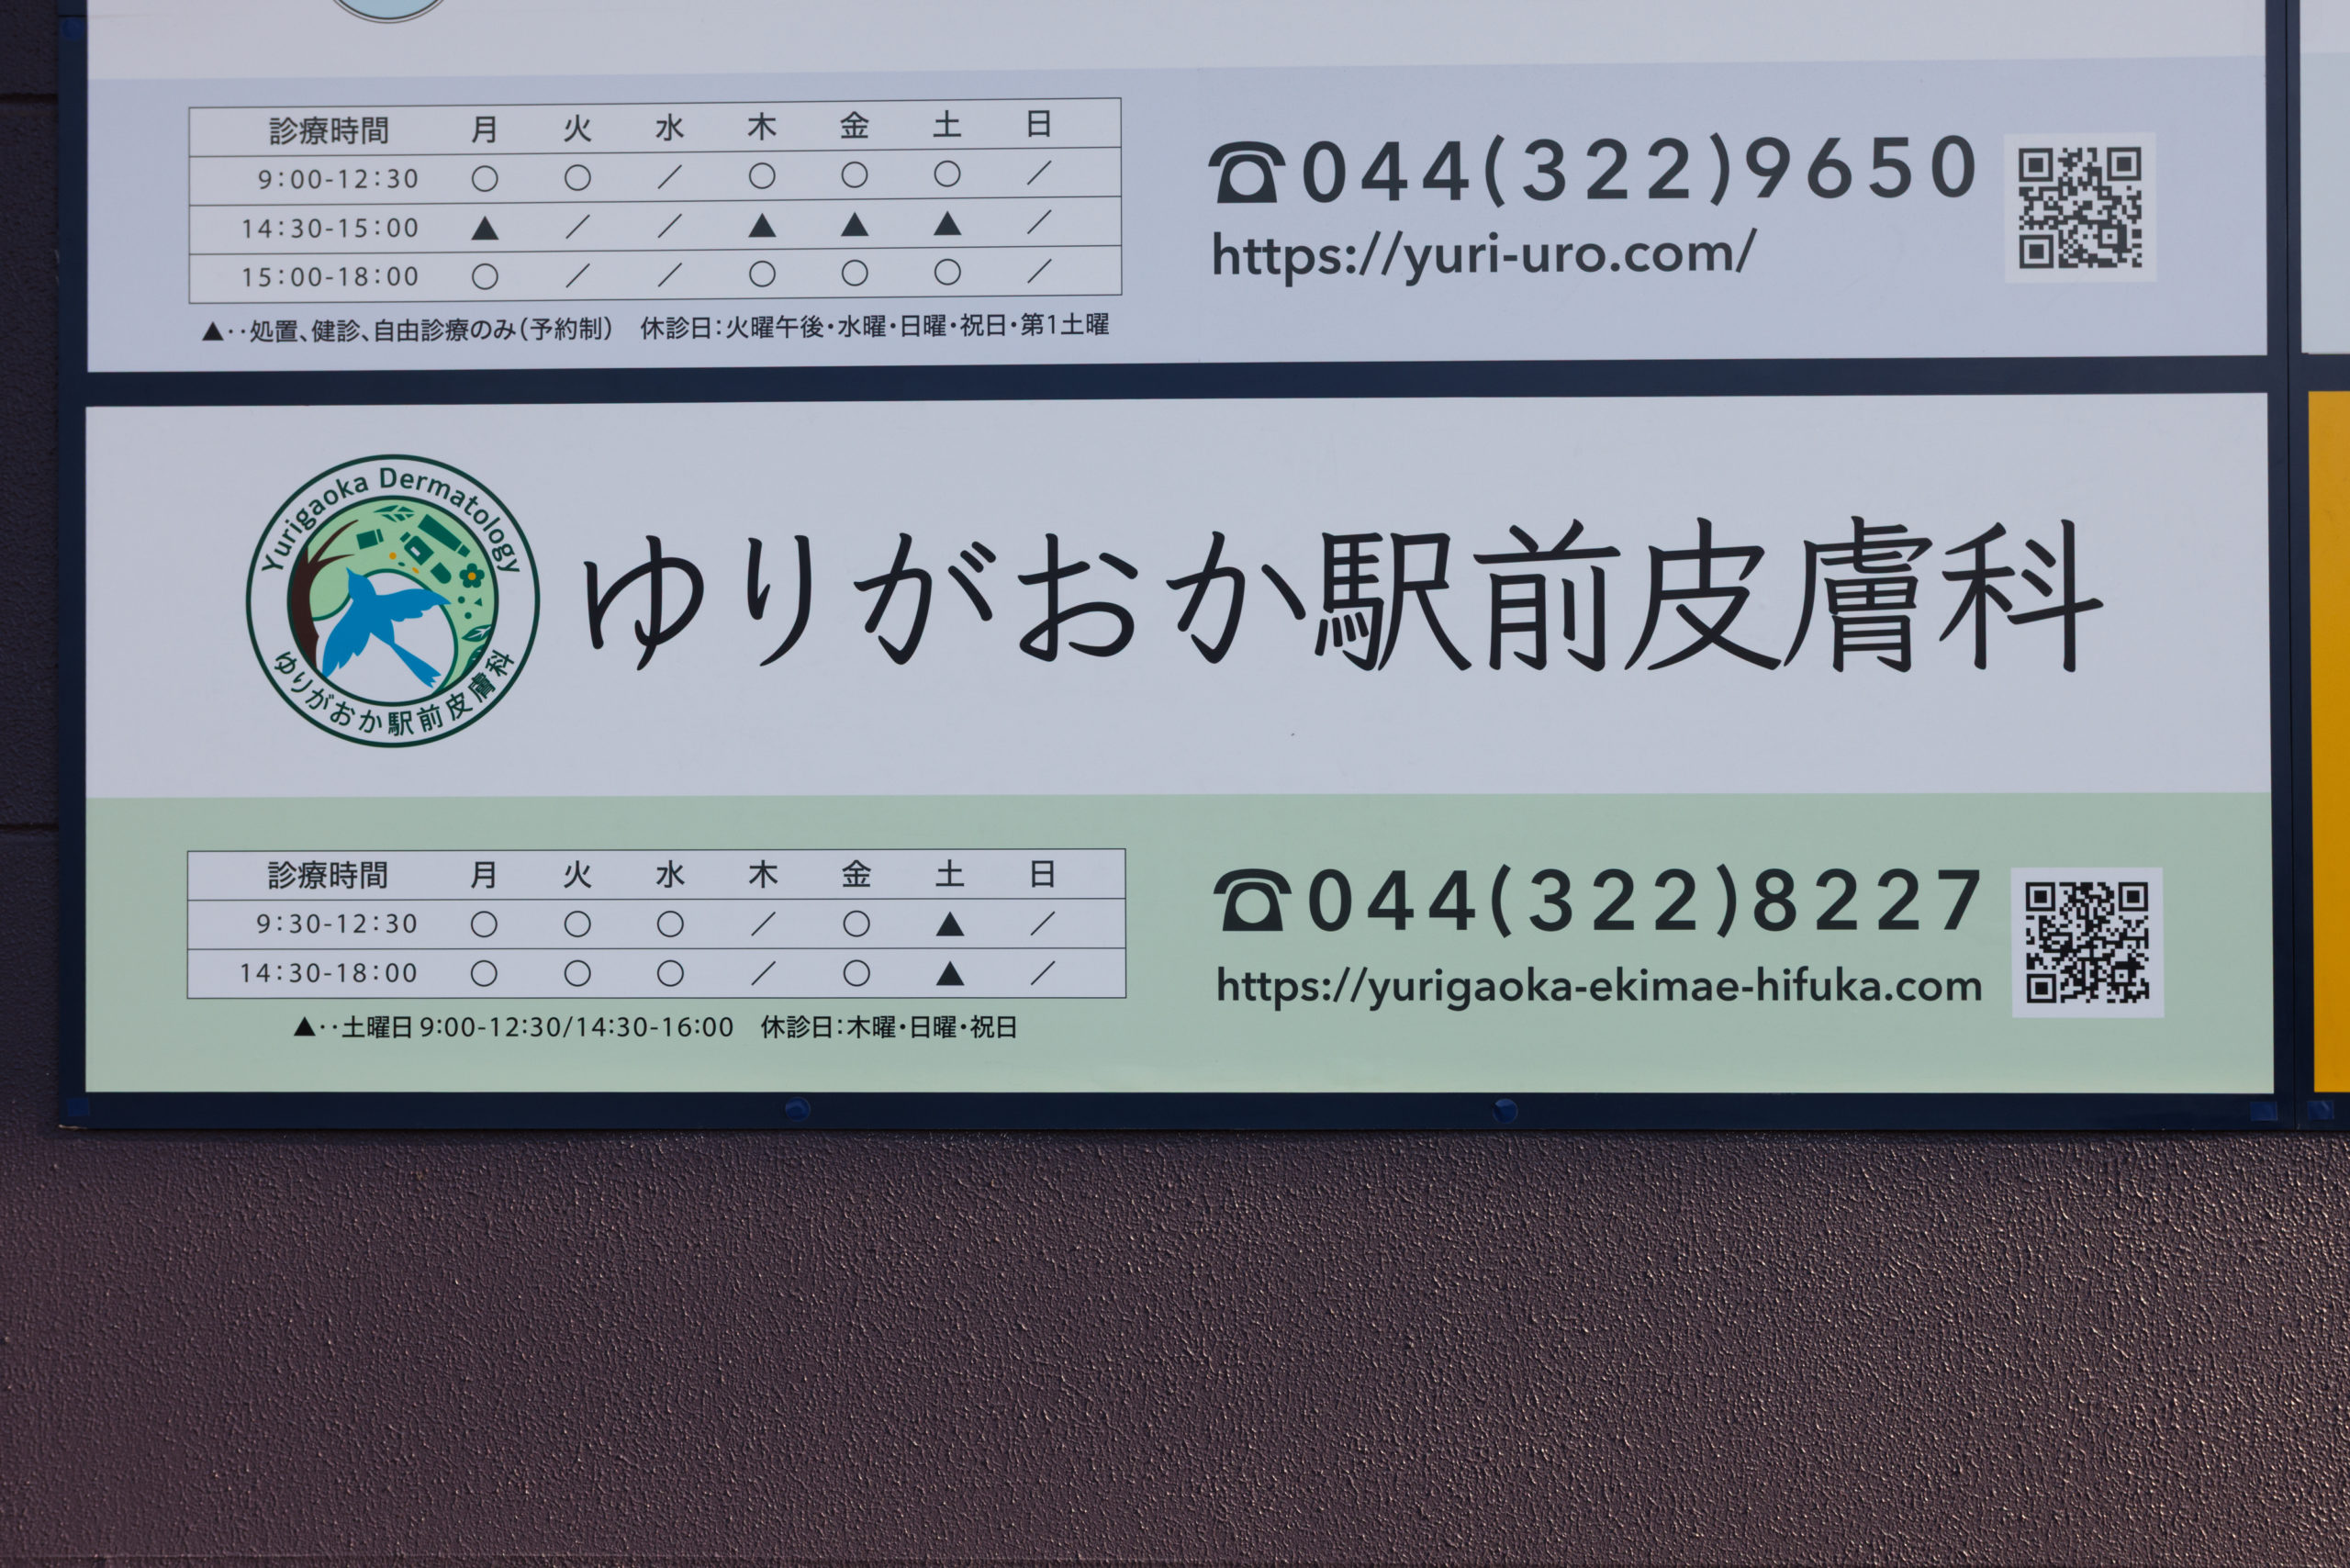 診療時間 月 火 水 木 金 土 日
9:00-12:30 ○ ○ ／ ○ ○ ○ ／
14:30-15:00 ▲ ／ ／ ▲ ▲ ▲ ／
15:00-18:00 ○ ／ ／ ○ ○ ○ ／
▲‥処置、健診、自由診療のみ(予約制) 休診日:火曜午後・水曜・日曜・祝日・第1土曜
☎044(322)9650
https://yuri-uro.com/
Yurigaoka Dermatology
ゆりがおか駅前皮膚科
ゆりがおか駅前皮膚科
診療時間 月 火 水 木 金 土 日
9:30-12:30 ○ ○ ○ ／ ○ ▲ ／
14:30-18:00 ○ ○ ○ ／ ○ ▲ ／
▲‥土曜日9:00-12:30/14:30-16:00 休診日:木曜・日曜・祝日
☎044(322)8227
https://yurigaoka-ekimae-hifuka.com